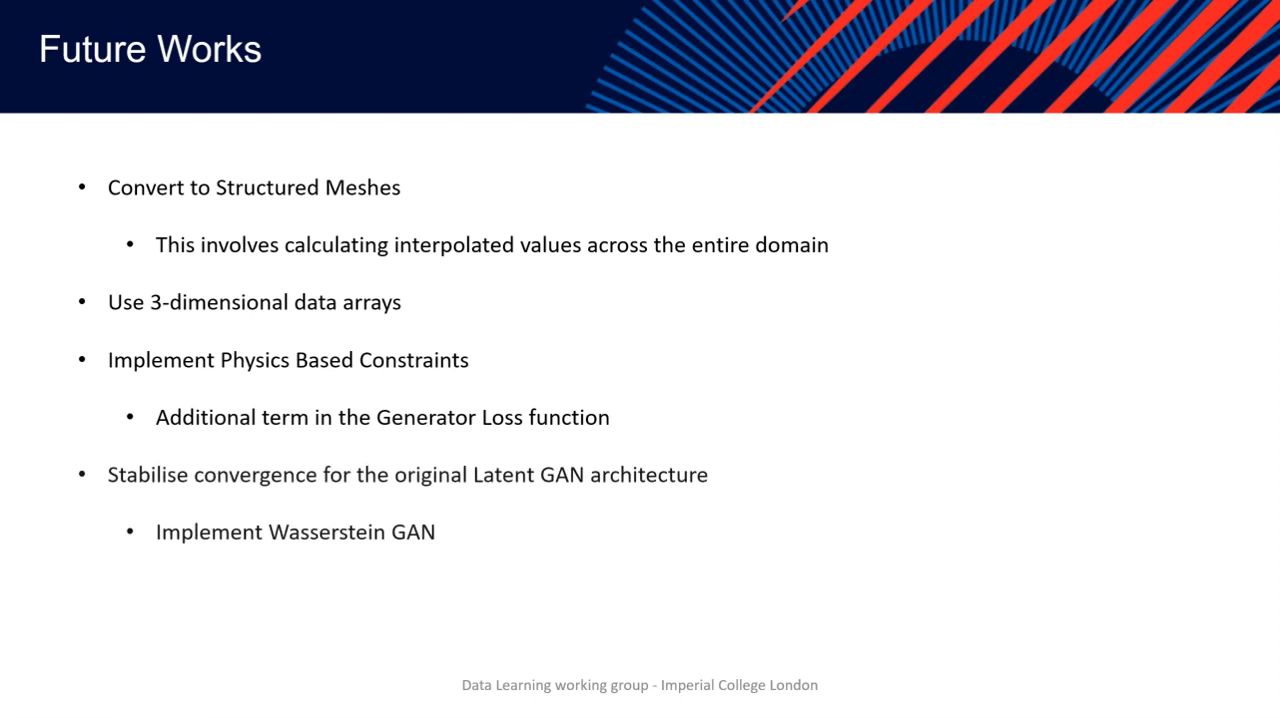 Future Works
• Convert to Structured Meshes
• This involves calculating interpolated values across the entire domain
• Use 3-dimensional data arrays
• Implement Physics Based Constraints
• Additional term in the Generator Loss function
• Stabilise convergence for the original Latent GAN architecture
• Implement Wasserstein GAN
Data Learning working group - Imperial College London